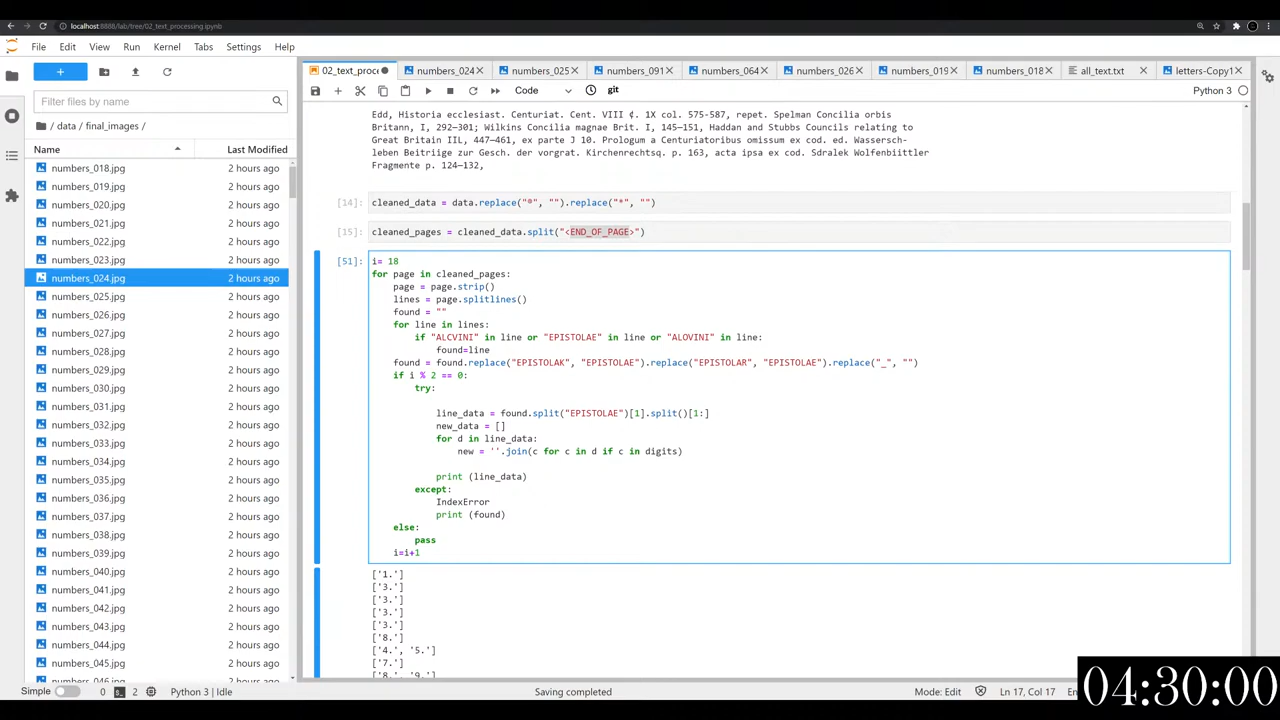 localhost:8888/lab/tree/02_text_processing.ipynb
File Edit View Run Kernel Tabs Settings Help
02_text_proce numbers_024 numbers_025 numbers_091 numbers_064 numbers_026 numbers_019 numbers_018 all_text.txt letters-Copy1
Code git Python 3
Filter files by name
/ data / final_images /
Name Last Modified
numbers_018.jpg 2 hours ago
numbers_019.jpg 2 hours ago
numbers_020.jpg 2 hours ago
numbers_021.jpg 2 hours ago
numbers_022.jpg 2 hours ago
numbers_023.jpg 2 hours ago
numbers_024.jpg 2 hours ago
numbers_025.jpg 2 hours ago
numbers_026.jpg 2 hours ago
numbers_027.jpg 2 hours ago
numbers_028.jpg 2 hours ago
numbers_029.jpg 2 hours ago
numbers_030.jpg 2 hours ago
numbers_031.jpg 2 hours ago
numbers_032.jpg 2 hours ago
numbers_033.jpg 2 hours ago
numbers_034.jpg 2 hours ago
numbers_035.jpg 2 hours ago
numbers_036.jpg 2 hours ago
numbers_037.jpg 2 hours ago
numbers_038.jpg 2 hours ago
numbers_039.jpg 2 hours ago
numbers_040.jpg 2 hours ago
numbers_041.jpg 2 hours ago
numbers_042.jpg 2 hours ago
numbers_043.jpg 2 hours ago
numbers_044.jpg 2 hours ago
numbers_045.jpg 2 hours ago
numbers_046.jpg 2 hours ago
Edd, Historia ecclesiast. Centuriat. Cent. VIII ¢. 1X col. 575-587, repet. Spelman Concilia orbis
Britann, I, 292—301; Wilkins Concilia magnae Brit. I, 145—151, Haddan and Stubbs Councils relating to
Great Britain IIL, 447—461, ex parte J 10. Prologum a Centuriatoribus omissum ex cod. ed. Wassersch-
leben Beitriige zur Gesch. der vorgrat. Kirchenrechtsq. p. 163, acta ipsa ex cod. Sdralek Wolfenbiittler
Fragmente p. 124—132,
[14]: cleaned_data = data.replace("®", "").replace("*", "")
[15]: cleaned_pages = cleaned_data.split("<END_OF_PAGE>")
[51]: i= 18
for page in cleaned_pages:
page = page.strip()
lines = page.splitlines()
found = ""
for line in lines:
if "ALCVINI" in line or "EPISTOLAE" in line or "ALOVINI" in line:
found=line
found = found.replace("EPISTOLAK", "EPISTOLAE").replace("EPISTOLAR", "EPISTOLAE").replace("_", "")
if i % 2 == 0:
try:
line_data = found.split("EPISTOLAE")[1].split()[1:]
new_data = []
for d in line_data:
new = ''.join(c for c in d if c in digits)
print (line_data)
except:
IndexError
print (found)
else:
pass
i=i+1
['1.']
['3.']
['3.']
['3.']
['3.']
['8.']
['4.', '5.']
['7.']
['8.', '9.']
Simple 0 2 Python 3 | Idle Saving completed Mode: Edit Ln 17, Col 17
04:30:00